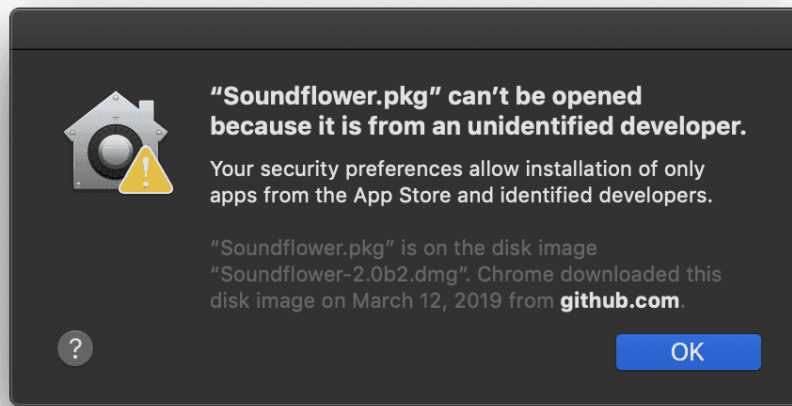 “Soundflower.pkg” can’t be opened
because it is from an unidentified developer.
Your security preferences allow installation of only
apps from the App Store and identified developers.
“Soundflower.pkg” is on the disk image
“Soundflower-2.0b2.dmg”. Chrome downloaded this
disk image on March 12, 2019 from github.com.
?
OK